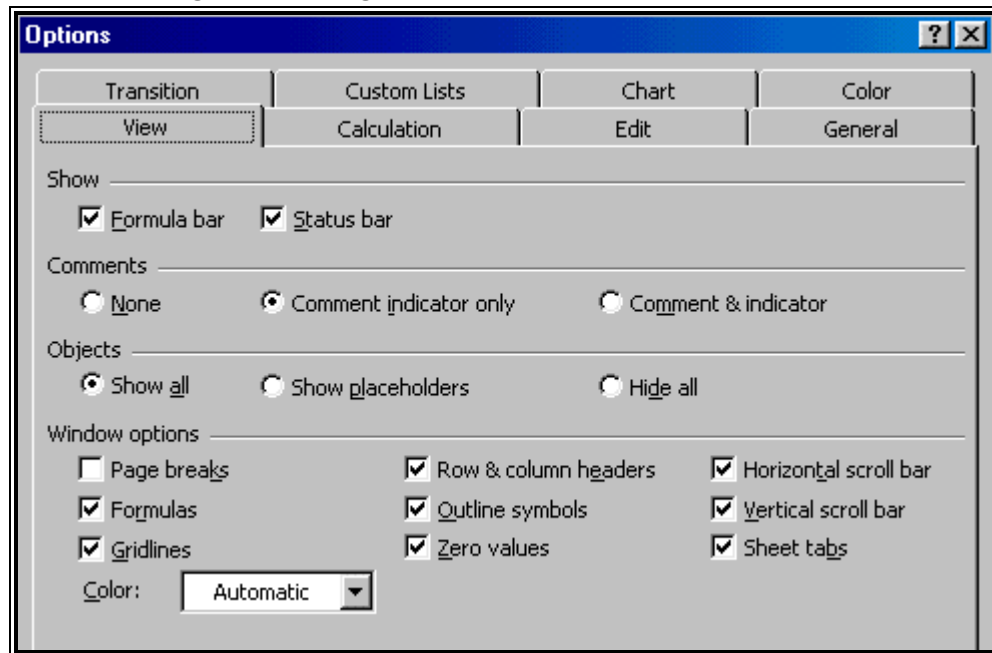 Options
Transition Custom Lists Chart Color
View Calculation Edit General
Show
Formula bar Status bar
Comments
None Comment indicator only Comment & indicator
Objects
Show all Show placeholders Hide all
Window options
Page breaks Row & column headers Horizontal scroll bar
Formulas Outline symbols Vertical scroll bar
Gridlines Zero values Sheet tabs
Color: Automatic